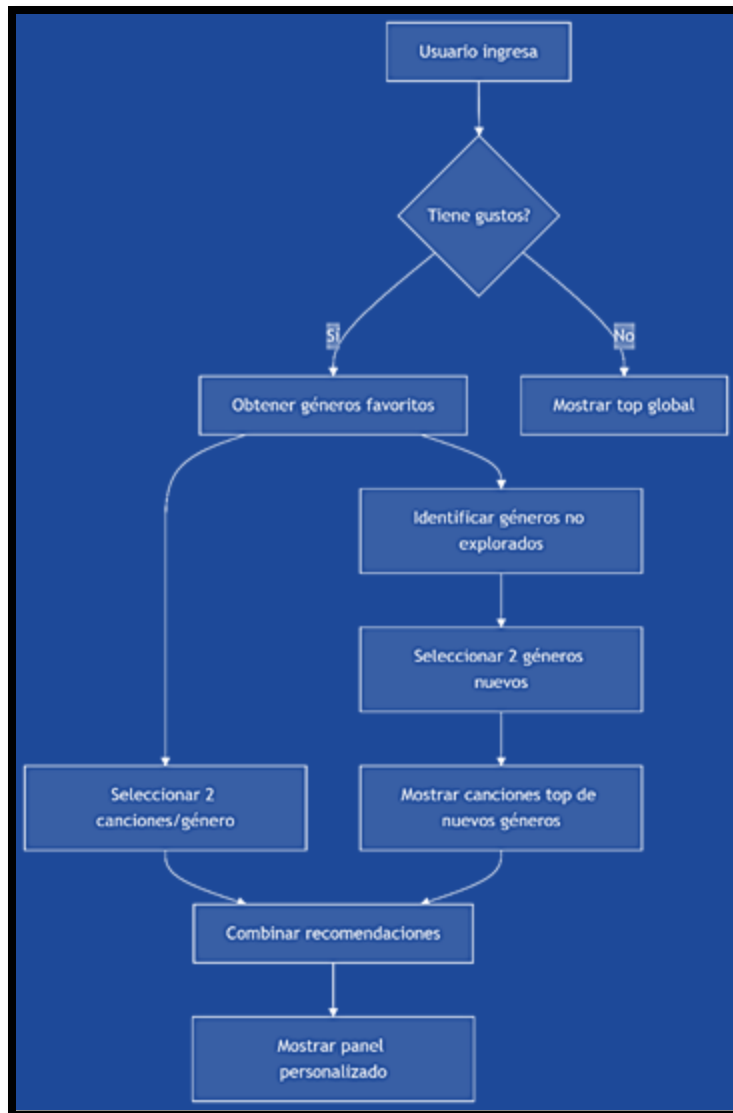 Usuario ingresa
Tiene gustos?
Sí
No
Obtener géneros favoritos
Mostrar top global
Identificar géneros no
explorados
Seleccionar 2 géneros
nuevos
Seleccionar 2
canciones/género
Mostrar canciones top de
nuevos géneros
Combinar recomendaciones
Mostrar panel
personalizado